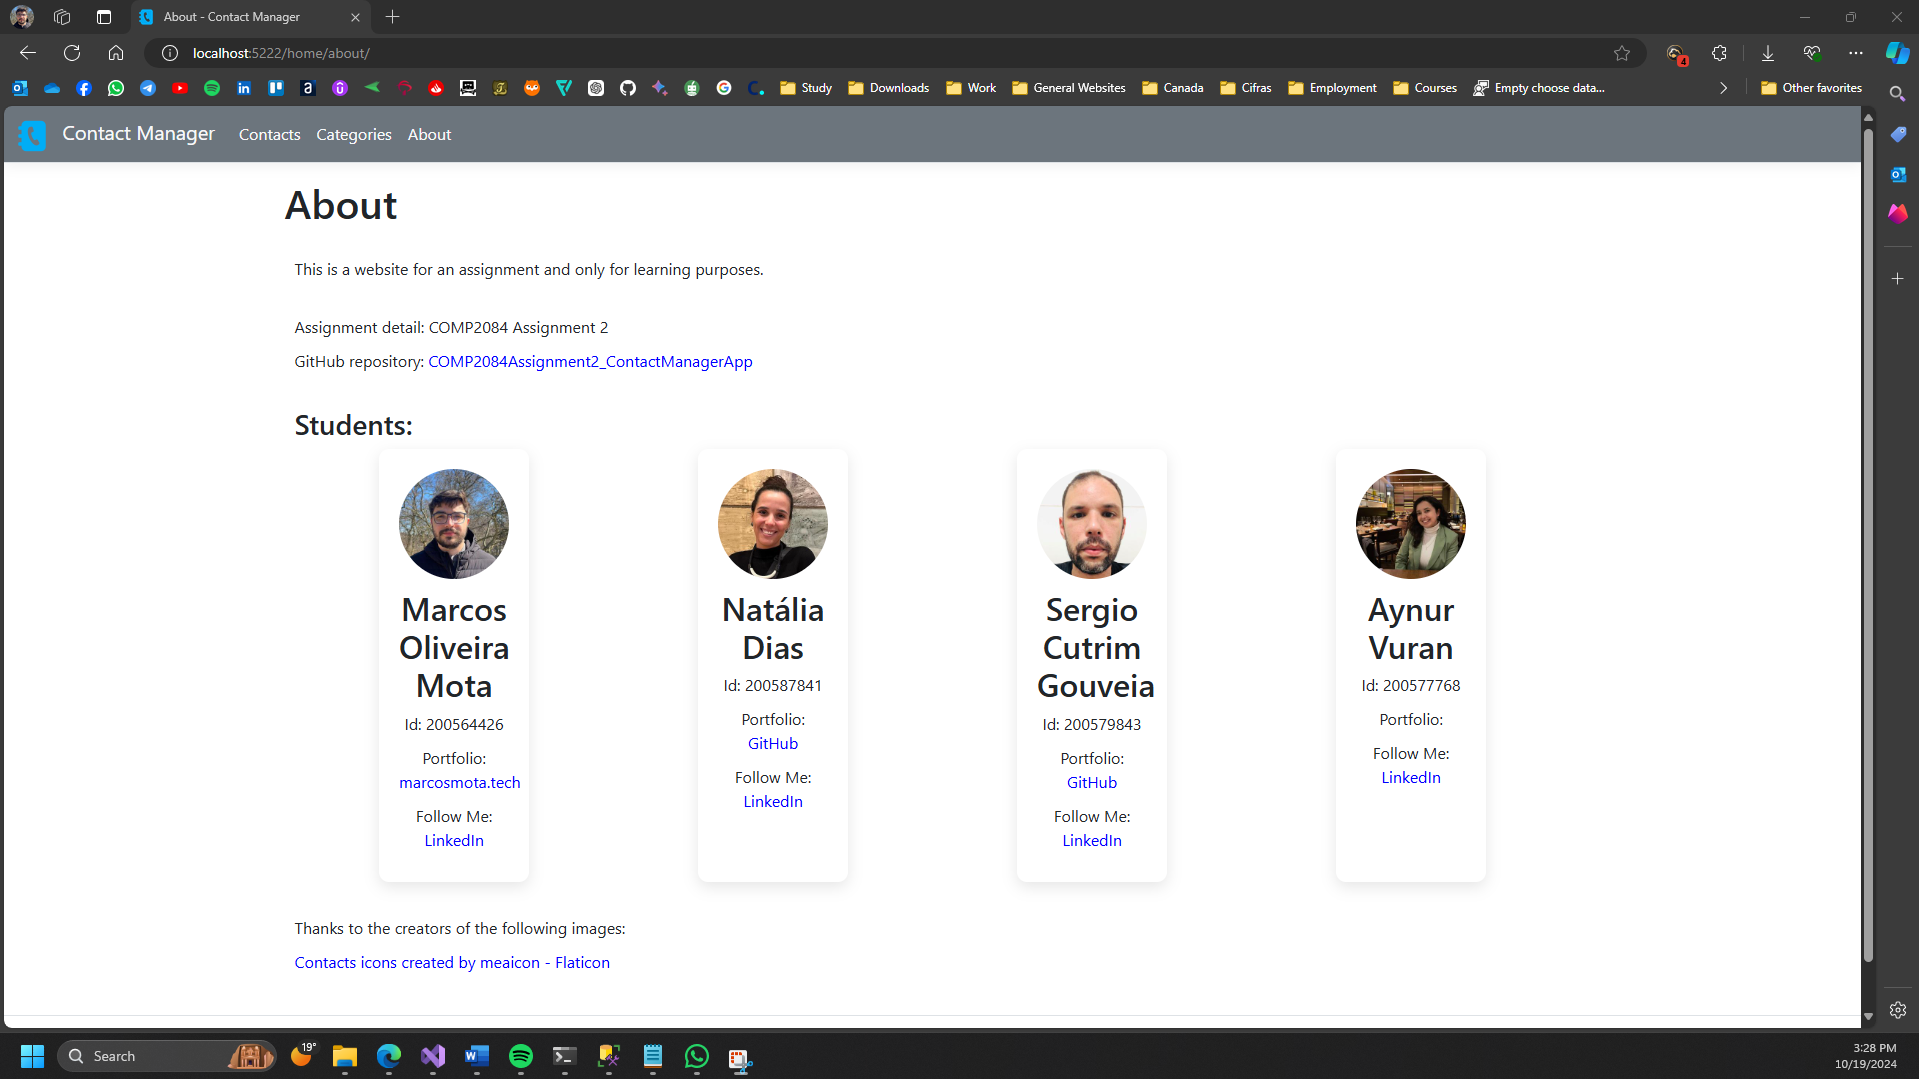 About - Contact Manager
localhost:5222/home/about/
4
Study
Downloads
Work
General Websites
Canada
Cifras
Employment
Courses
Empty choose data...
Other favorites
Contact Manager
Contacts
Categories
About
About
This is a website for an assignment and only for learning purposes.
Assignment detail: COMP2084 Assignment 2
GitHub repository: COMP2084Assignment2_ContactManagerApp
Students:
Marcos
Oliveira
Mota
Id: 200564426
Portfolio:
marcosmota.tech
Follow Me:
LinkedIn
Natália
Dias
Id: 200587841
Portfolio:
GitHub
Follow Me:
LinkedIn
Sergio
Cutrim
Gouveia
Id: 200579843
Portfolio:
GitHub
Follow Me:
LinkedIn
Aynur
Vuran
Id: 200577768
Portfolio:
Follow Me:
LinkedIn
Thanks to the creators of the following images:
Contacts icons created by meaicon - Flaticon
Search
19°
3:28 PM
10/19/2024